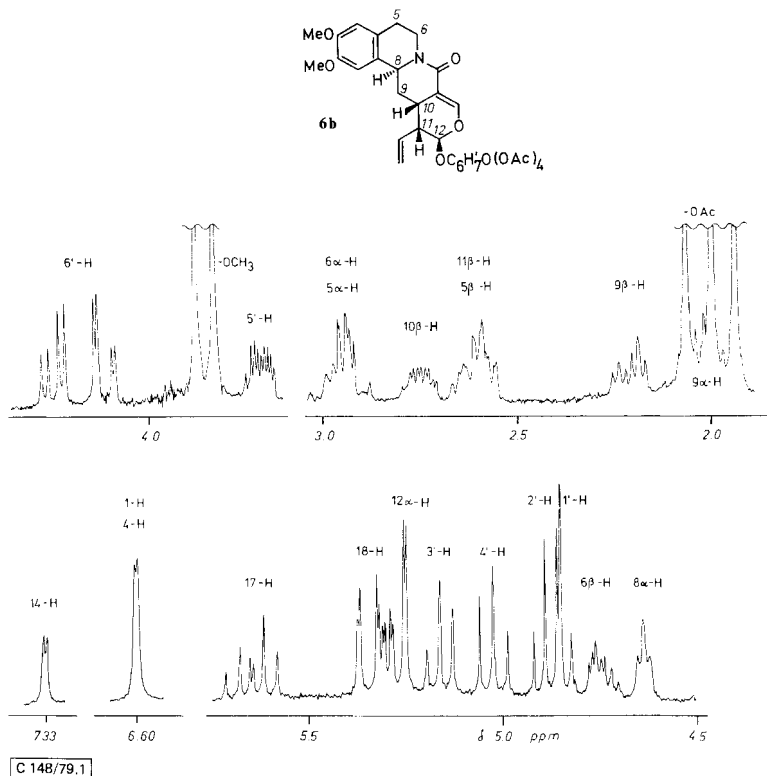 5
MeO
6
MeO
8
N
O
H
9
10
6b
H
11
12
O
H
OC₆H₇'O(OAc)₄
-OAc
6'-H
-OCH₃
6α-H
11β-H
5'-H
5α-H
5β-H
9β-H
10β-H
9α-H
4.0
3.0
2.5
2.0
1-H
4-H
12α-H
2'-H
1'-H
18-H
3'-H
4'-H
14-H
17-H
6β-H
8α-H
7.33
6.60
5.5
δ 5.0 ppm
4.5
C 148/79.1